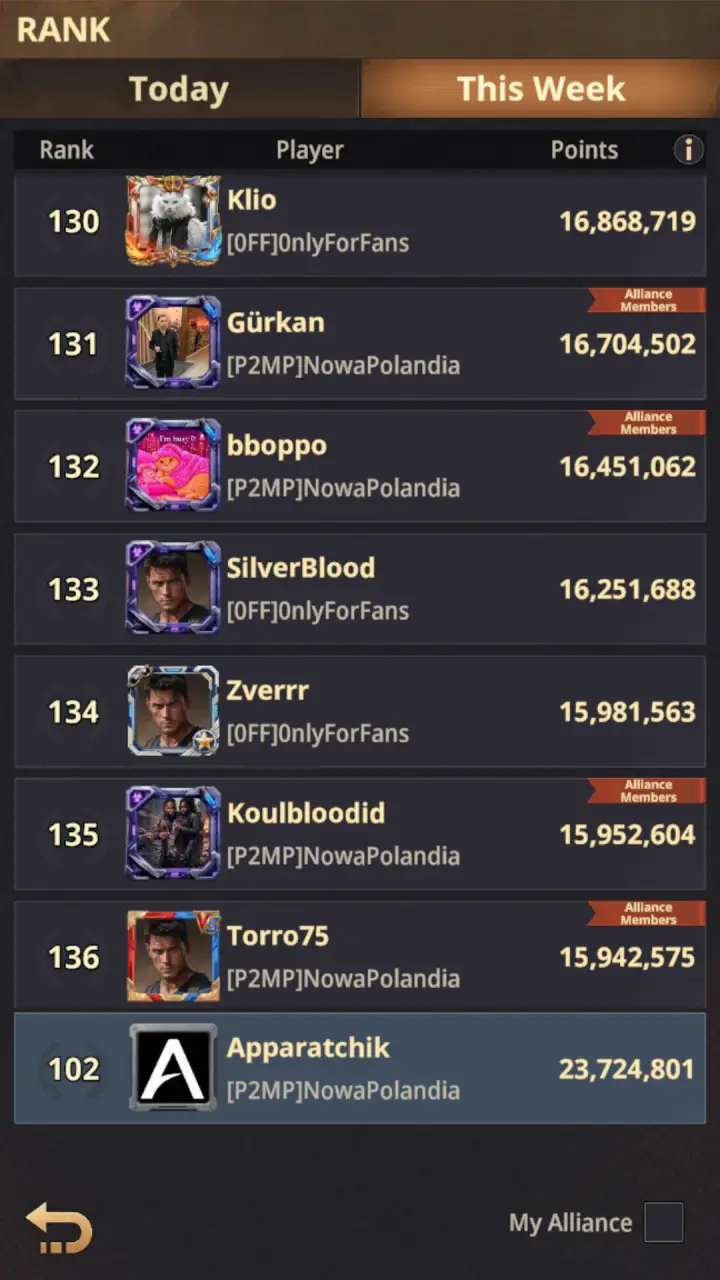 RANK
Today
This Week
Rank
Player
Points
130
Klio
[0FF]0nlyForFans
16,868,719
131
Gürkan
[P2MP]NowaPolandia
Alliance
Members
16,704,502
132
I'm busy
bboppo
[P2MP]NowaPolandia
Alliance
Members
16,451,062
133
SilverBlood
[0FF]0nlyForFans
16,251,688
134
Zverrr
[0FF]0nlyForFans
15,981,563
135
Koulbloodid
[P2MP]NowaPolandia
Alliance
Members
15,952,604
136
VS
Torro75
[P2MP]NowaPolandia
Alliance
Members
15,942,575
102
A
Apparatchik
[P2MP]NowaPolandia
23,724,801
My Alliance